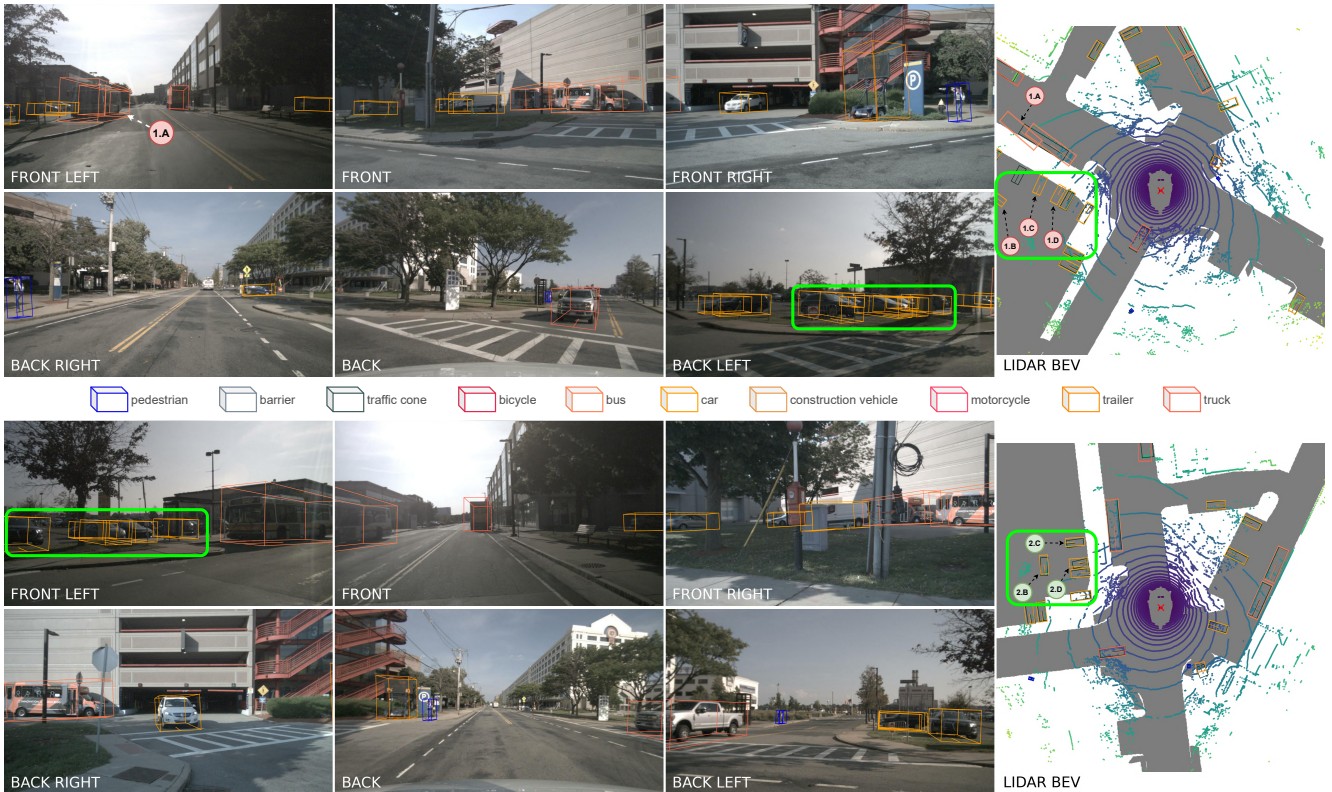 1.A
FRONT LEFT
FRONT
P
FRONT RIGHT
1.A
1.B
1.C
1.D
BACK RIGHT
BACK
BACK LEFT
LIDAR BEV
pedestrian
barrier
traffic cone
bicycle
bus
car
construction vehicle
motorcycle
trailer
truck
FRONT LEFT
FRONT
FRONT RIGHT
2.C
2.B
2.D
BACK RIGHT
P
BACK
BACK LEFT
LIDAR BEV